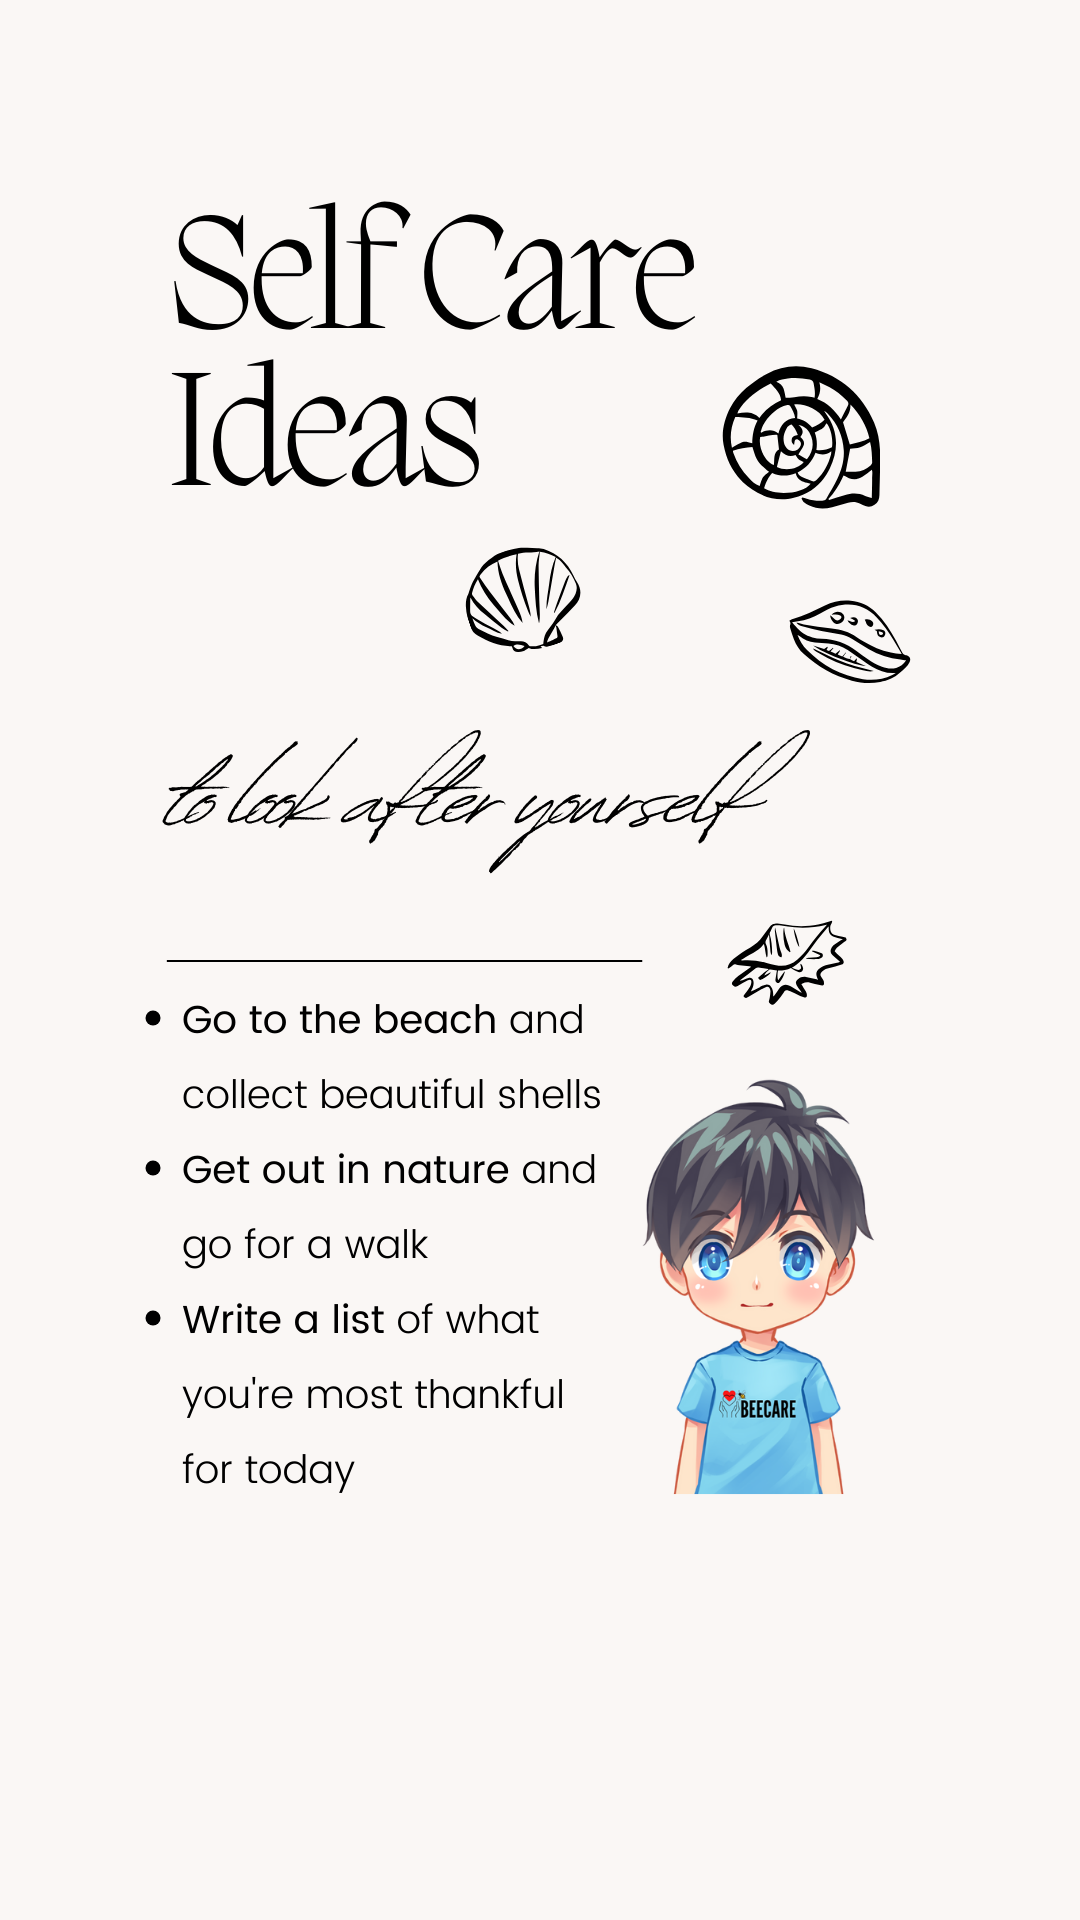 Self Care
Ideas
to look after yourself
Go to the beach and
collect beautiful shells
Get out in nature and
go for a walk
Write a list of what
you're most thankful
for today
BEECARE